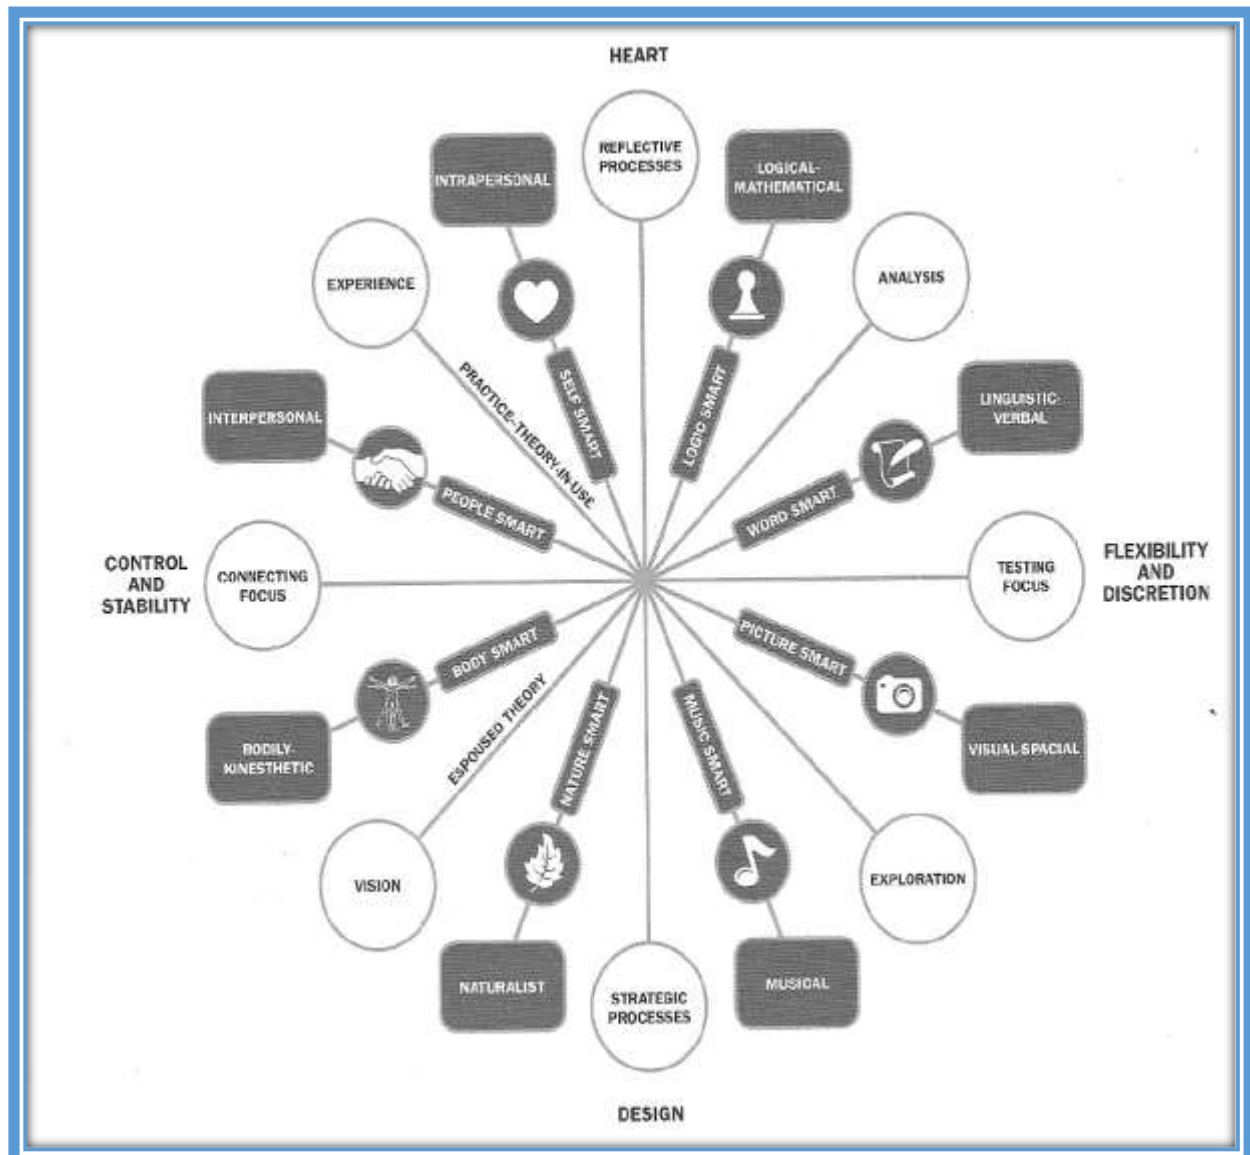 HEART
REFLECTIVE
PROCESSES
INTRAPERSONAL
LOGICAL-
MATHEMATICAL
EXPERIENCE
ANALYSIS
SELF SMART
LOGIC SMART
PRACTICE-THEORY-IN-USE
INTERPERSONAL
LINGUISTIC-
VERBAL
PEOPLE SMART
WORD SMART
CONTROL
AND
STABILITY
CONNECTING
FOCUS
TESTING
FOCUS
FLEXIBILITY
AND
DISCRETION
BODY SMART
PICTURE SMART
BODILY-
KINESTHETIC
ESPOUSED THEORY
NATURE SMART
MUSIC SMART
VISUAL-SPACIAL
VISION
EXPLORATION
NATURALIST
STRATEGIC
PROCESSES
MUSICAL
DESIGN